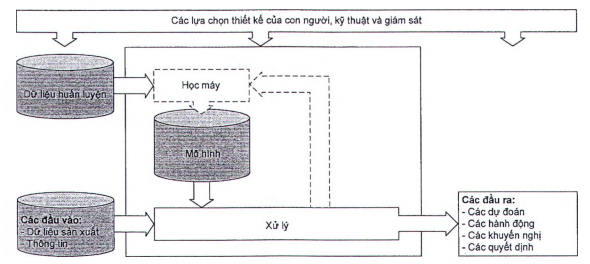 Các lựa chọn thiết kế của con người, kỹ thuật và giám sát
Dữ liệu huấn luyện
Học máy
Mô hình
Các đầu vào:
- Dữ liệu sản xuất
Thông tin
Xử lý
Các đầu ra:
- Các dự đoán
- Các hành động
- Các khuyến nghị
- Các quyết định